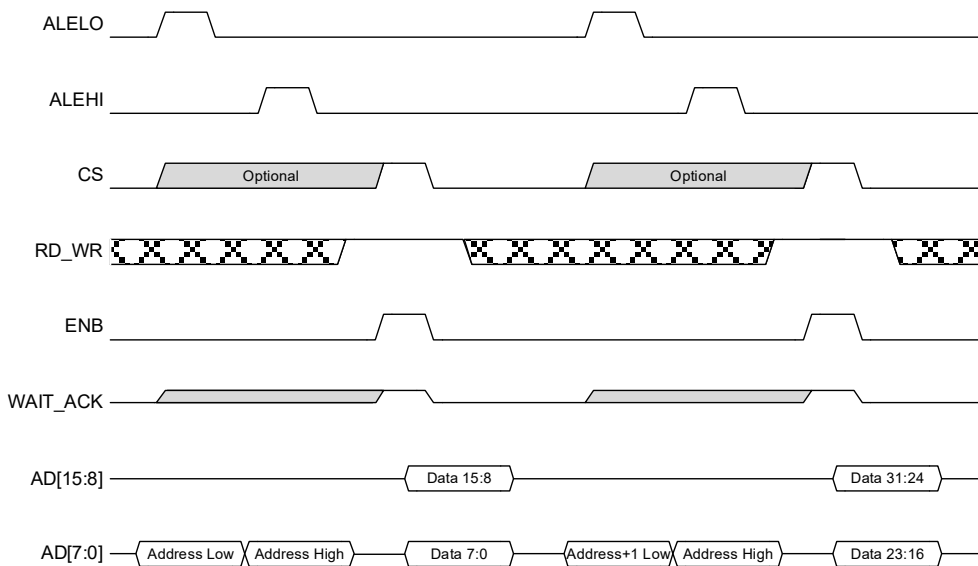 ALELO
ALEHI
CS Optional Optional
RD_WR
ENB
WAIT_ACK
AD[15:8] Data 15:8 Data 31:24
AD[7:0] Address Low Address High Data 7:0 Address+1 Low Address High Data 23:16